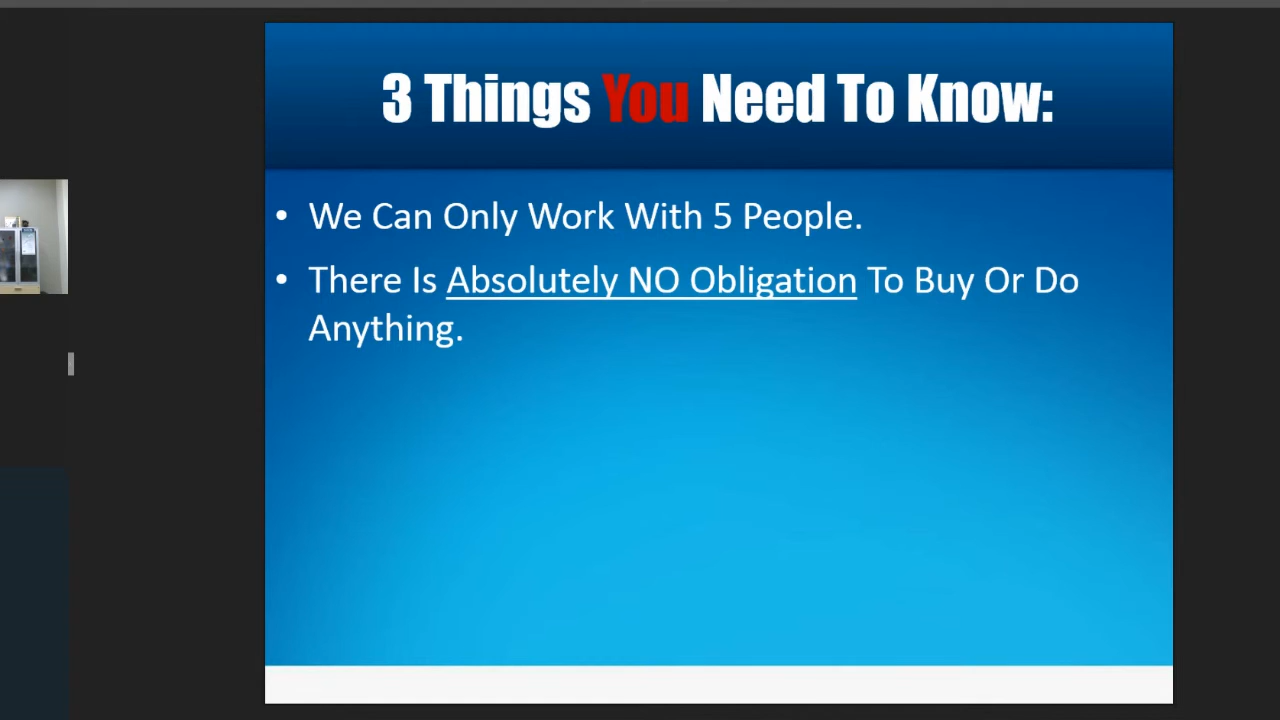 3 Things You Need To Know:
• We Can Only Work With 5 People.
• There Is Absolutely NO Obligation To Buy Or Do
Anything.